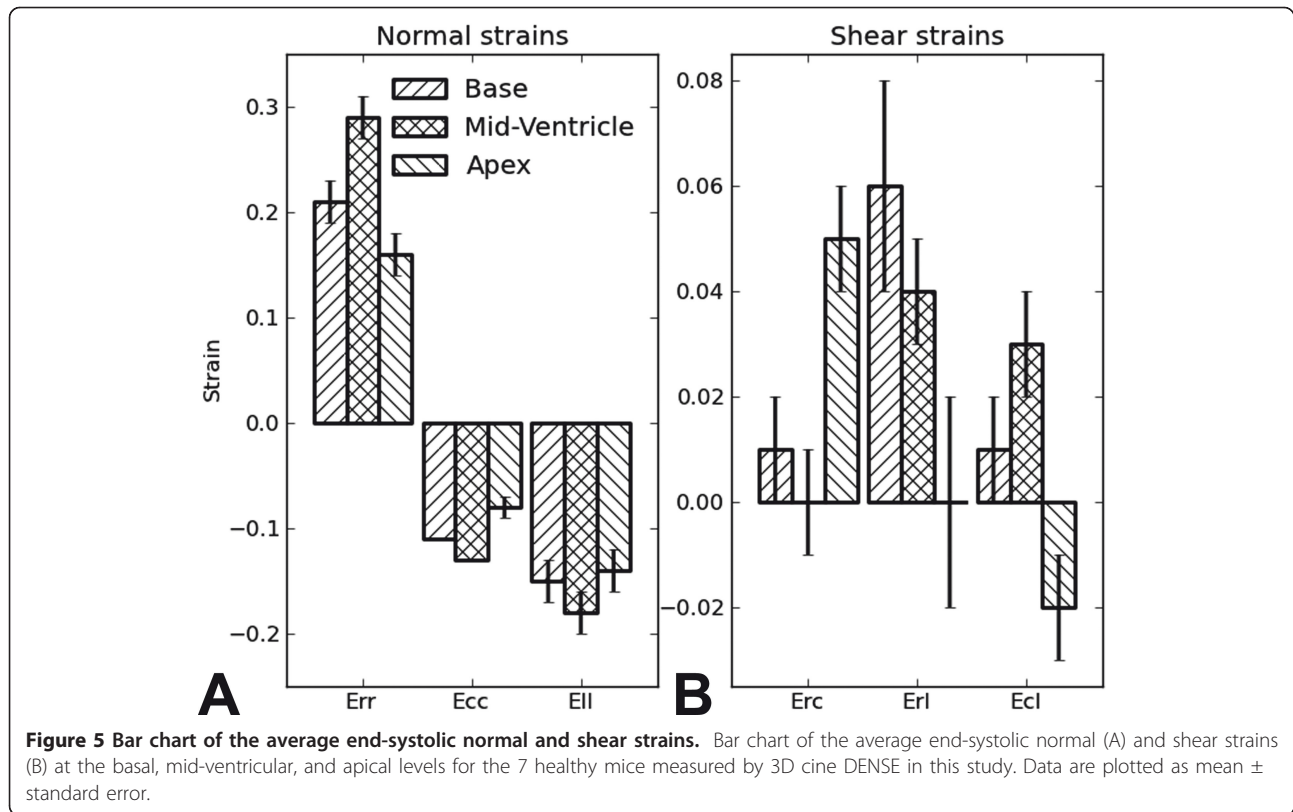 Normal strains
Shear strains
Base
Mid-Ventricle
Apex
Strain
0.3
0.2
0.1
0.0
−0.1
−0.2
0.08
0.06
0.04
0.02
0.00
−0.02
A
Err
Ecc
Ell
B
Erc
Erl
Ecl
Figure 5 Bar chart of the average end-systolic normal and shear strains. Bar chart of the average end-systolic normal (A) and shear strains
(B) at the basal, mid-ventricular, and apical levels for the 7 healthy mice measured by 3D cine DENSE in this study. Data are plotted as mean ±
standard error.